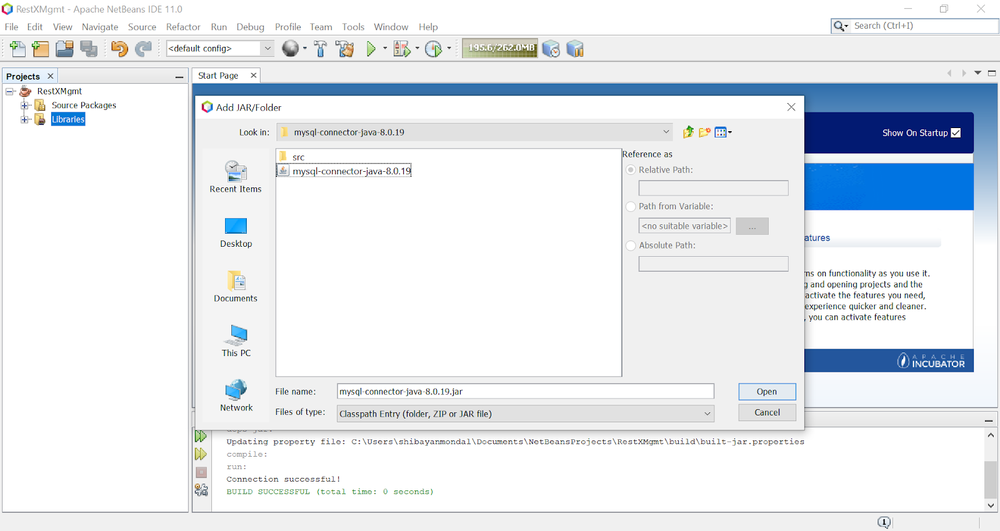 RestXMgmt - Apache NetBeans IDE 11.0
File Edit View Navigate Source Refactor Run Debug Profile Team Tools Window Help
Search (Ctrl+I)
<default config>
195.6/262.0MB
Projects
Start Page
RestXMgmt
Source Packages
Libraries
Add JAR/Folder
Look in: mysql-connector-java-8.0.19
src
mysql-connector-java-8.0.19
Recent Items
Desktop
Documents
This PC
Network
Reference as
Relative Path:
Path from Variable:
<no suitable variable> ...
Absolute Path:
File name: mysql-connector-java-8.0.19.jar
Open
Files of type: Classpath Entry (folder, ZIP or JAR file)
Cancel
Show On Startup
atures
ns on functionality as you use it.
g and opening projects and the
activate the features you need,
experience quicker and cleaner.
, you can activate features
APACHE
INCUBATOR
Updating property file: C:\Users\shibayanmondal\Documents\NetBeansProjects\RestXMgmt\build\built-jar.properties
compile:
run:
Connection successful!
BUILD SUCCESSFUL (total time: 0 seconds)
1